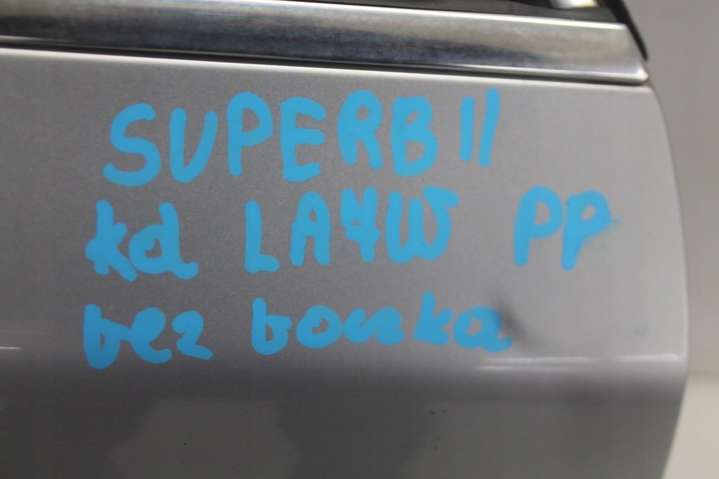 SUPERB II
kd LA7W PP
bez boczka